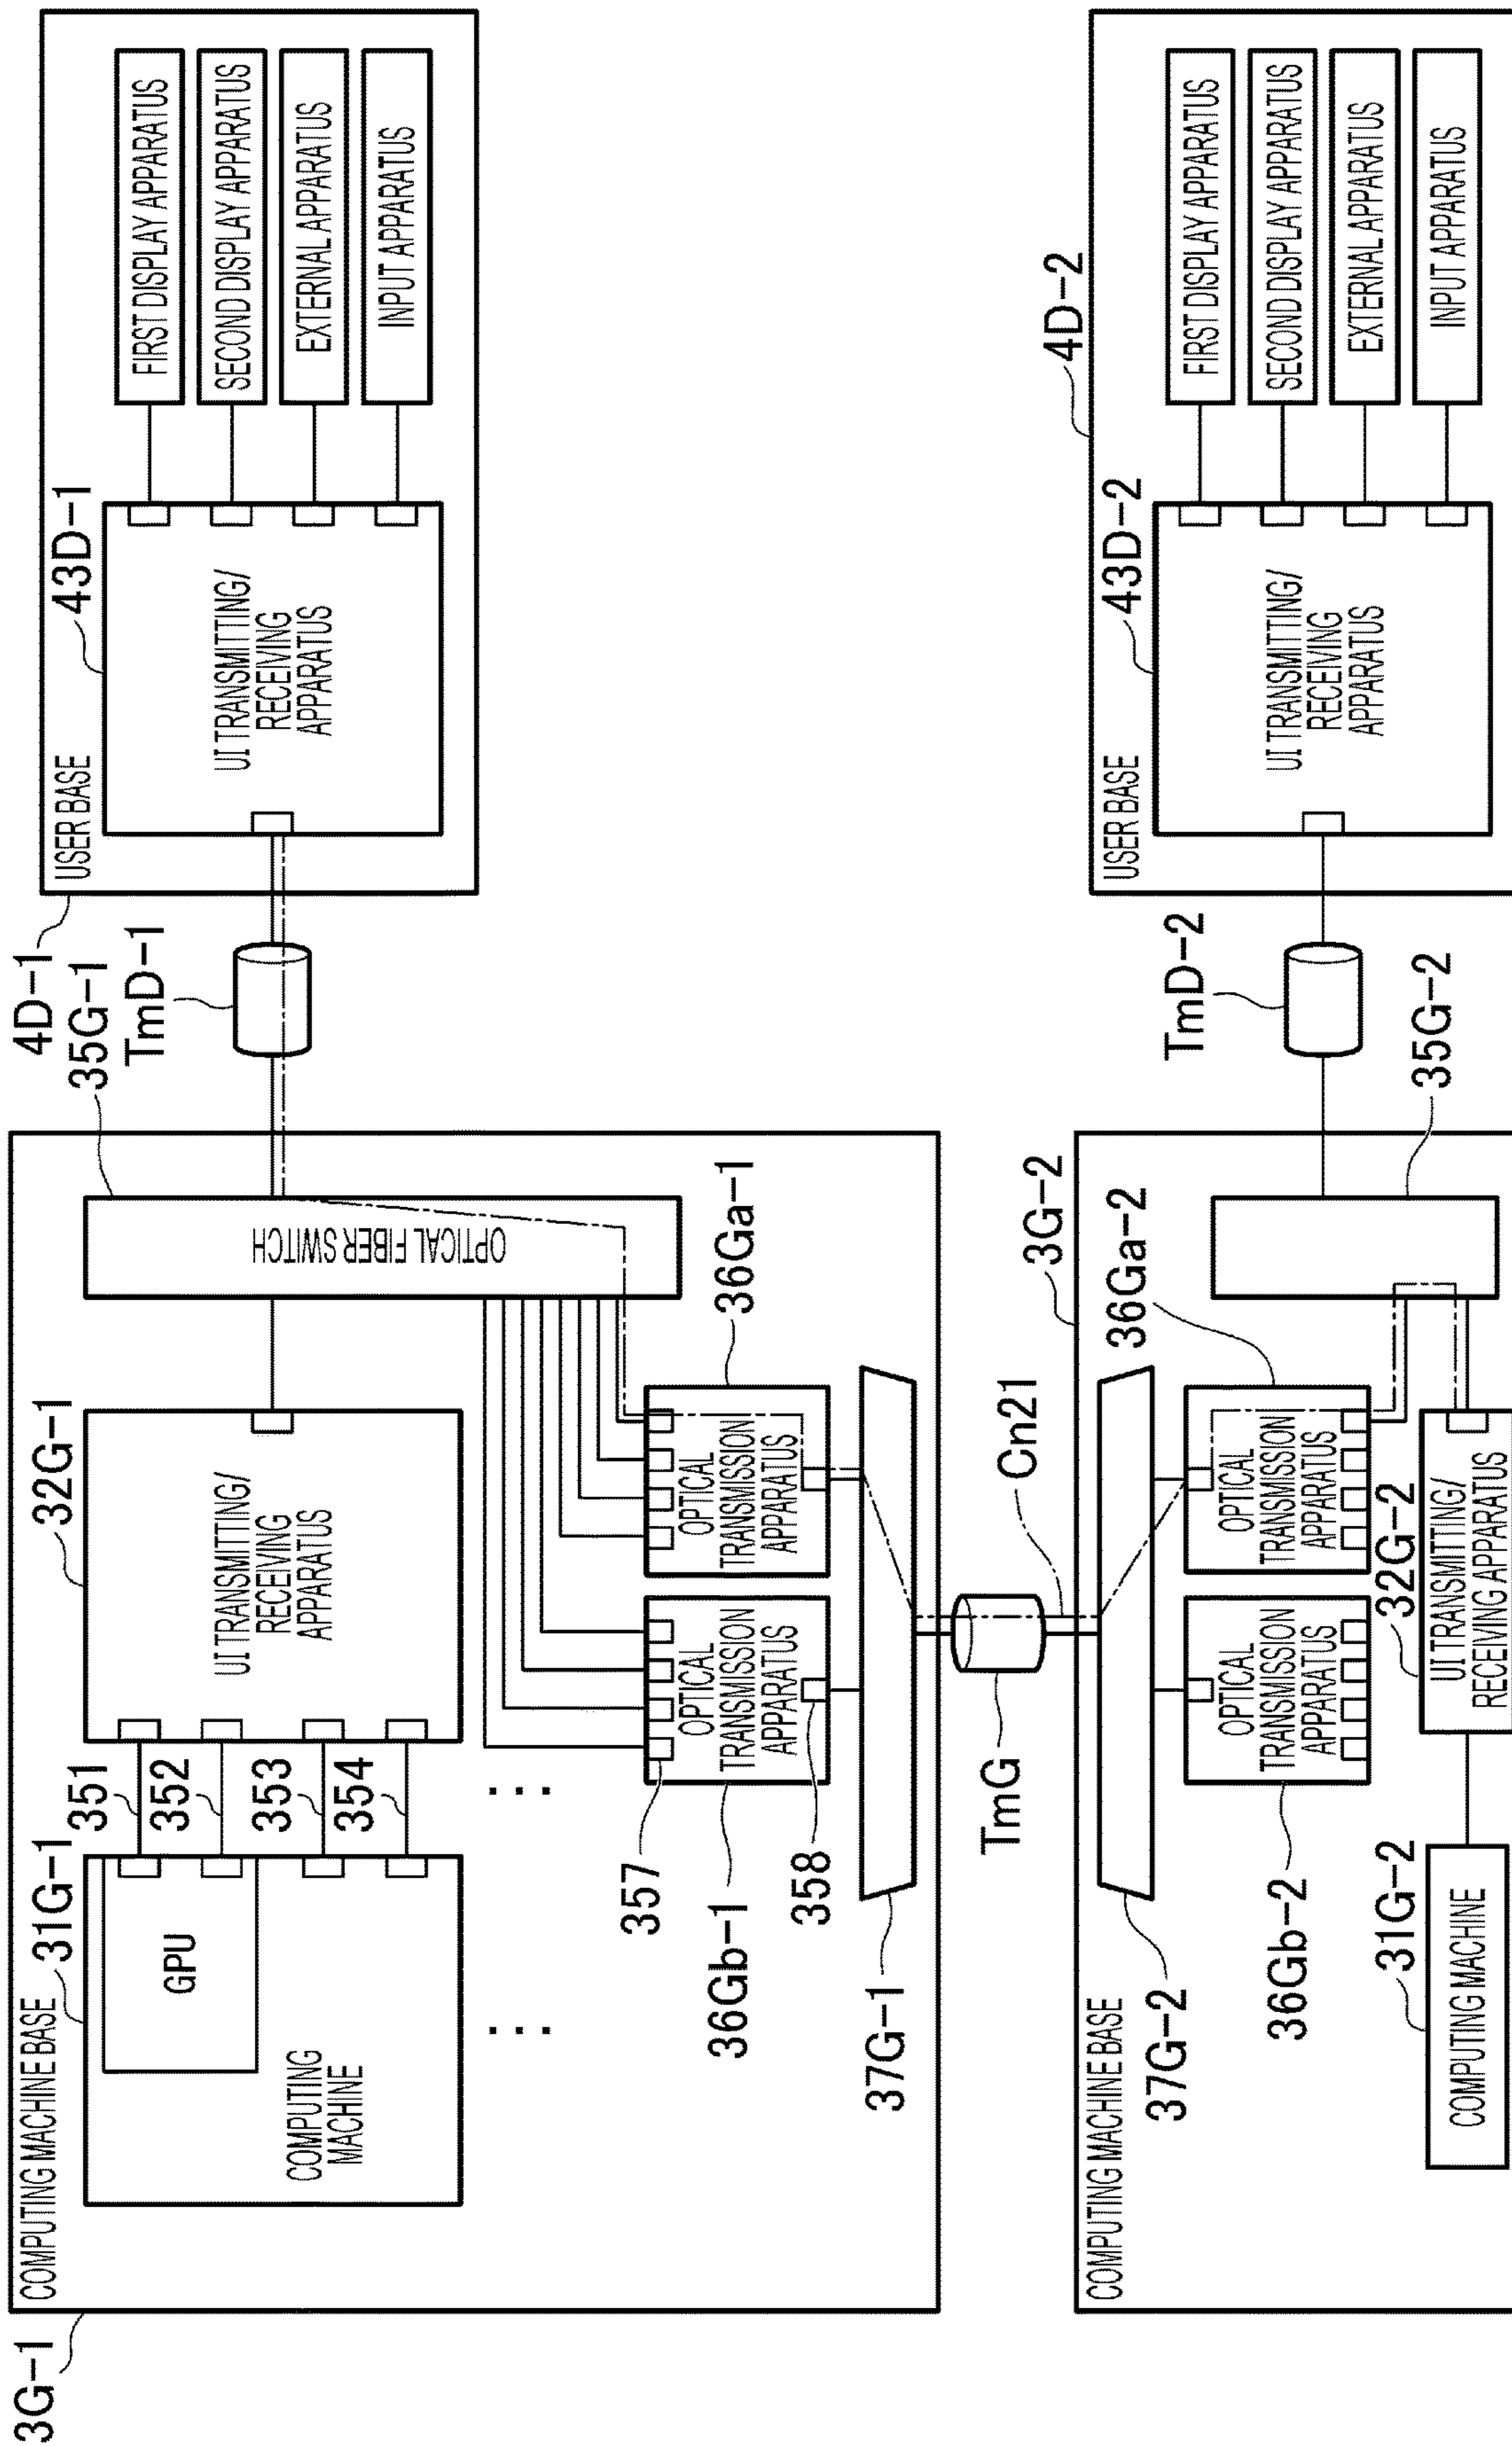 3G-1
COMPUTING MACHINE BASE
31G-1
GPU
COMPUTING
MACHINE
351
352
353
354
32G-1
UI TRANSMITTING/
RECEIVING
APPARATUS
35G-1
OPTICAL FIBER SWITCH
...
...
357
36Gb-1
358
OPTICAL
TRANSMISSION
APPARATUS
36Ga-1
OPTICAL
TRANSMISSION
APPARATUS
37G-1
TmD-1
4D-1
USER BASE
43D-1
UI TRANSMITTING/
RECEIVING
APPARATUS
FIRST DISPLAY APPARATUS
SECOND DISPLAY APPARATUS
EXTERNAL APPARATUS
INPUT APPARATUS
TmG
Cn21
3G-2
COMPUTING MACHINE BASE
37G-2
36Gb-2
OPTICAL
TRANSMISSION
APPARATUS
36Ga-2
OPTICAL
TRANSMISSION
APPARATUS
31G-2
COMPUTING MACHINE
32G-2
UI TRANSMITTING/
RECEIVING APPARATUS
35G-2
TmD-2
4D-2
USER BASE
43D-2
UI TRANSMITTING/
RECEIVING
APPARATUS
FIRST DISPLAY APPARATUS
SECOND DISPLAY APPARATUS
EXTERNAL APPARATUS
INPUT APPARATUS